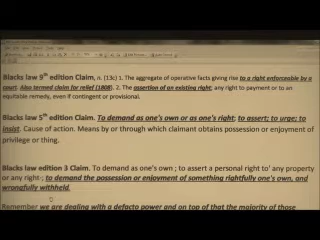 Blacks law 9th edition Claim, n. (13c) 1. The aggregate of operative facts giving rise to a right enforceable by a
court. Also termed claim for relief (1808). 2. The assertion of an existing right; any right to payment or to an
equitable remedy, even if contingent or provisional.
Blacks law 5th edition Claim. To demand as one's own or as one's right; to assert; to urge; to
insist. Cause of action. Means by or through which claimant obtains possession or enjoyment of
privilege or thing.
Blacks law edition 3 Claim. To demand as one's own ; to assert a personal right to' any property
or any right-; to demand the possession or enjoyment of something rightfully one's own, and
wrongfully withheld.
Remember we are dealing with a defacto power and on top of that the majority of those